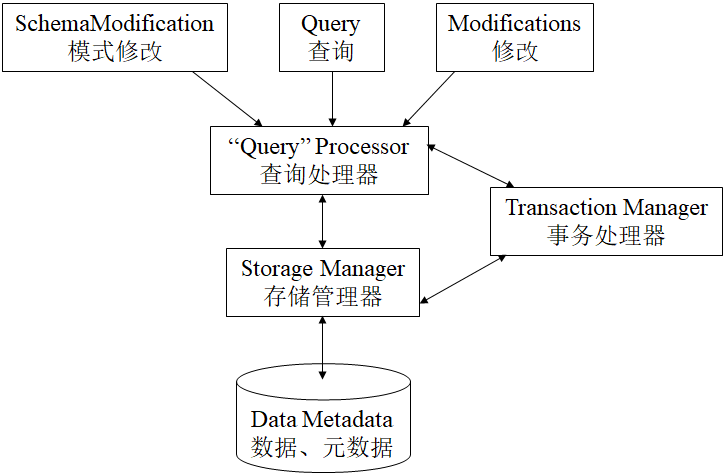 SchemaModification
模式修改
Query
查询
Modifications
修改
“Query” Processor
查询处理器
Transaction Manager
事务处理器
Storage Manager
存储管理器
Data Metadata
数据、元数据